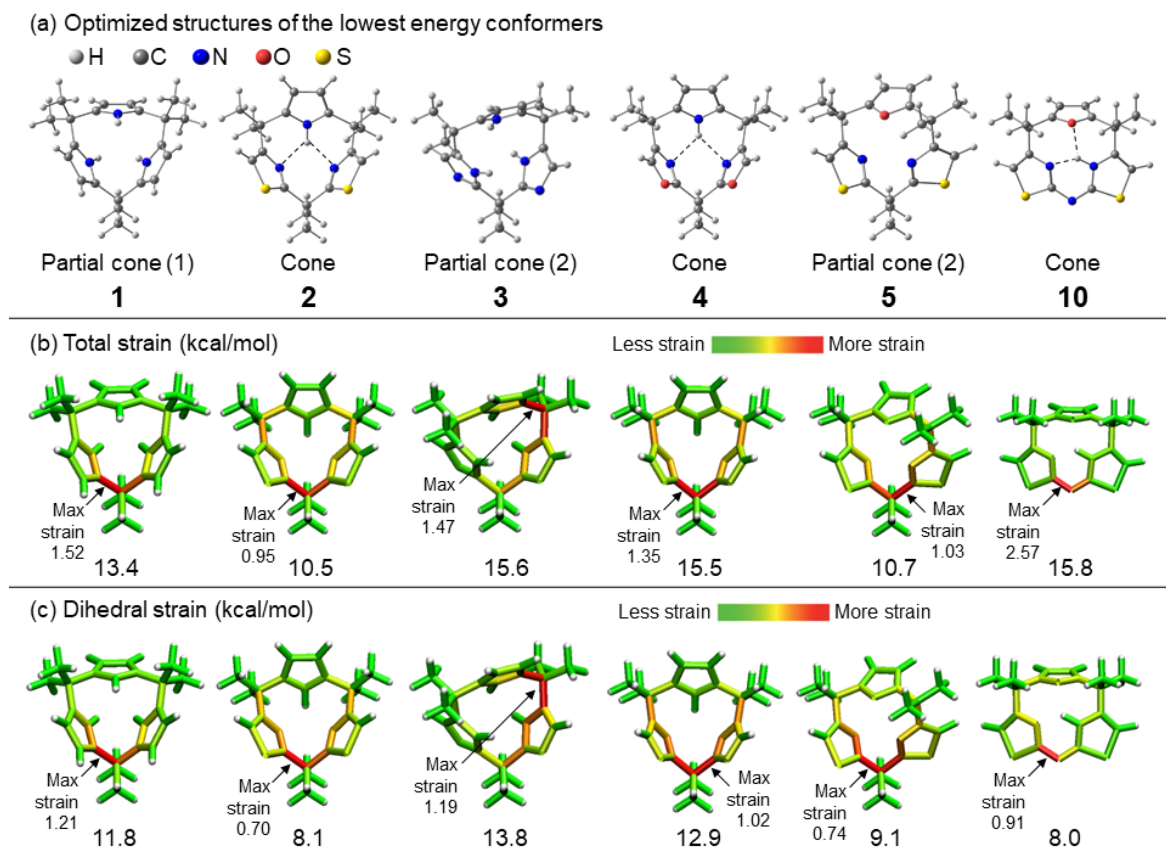 (a) Optimized structures of the lowest energy conformers
H C N O S
Partial cone (1) Cone Partial cone (2) Cone Partial cone (2) Cone
1 2 3 4 5 10
(b) Total strain (kcal/mol) Less strain More strain
Max strain 1.52
Max strain 0.95
Max strain 1.47
Max strain 1.35
Max strain 1.03
Max strain 2.57
13.4 10.5 15.6 15.5 10.7 15.8
(c) Dihedral strain (kcal/mol) Less strain More strain
Max strain 1.21
Max strain 0.70
Max strain 1.19
Max strain 1.02
Max strain 0.74
Max strain 0.91
11.8 8.1 13.8 12.9 9.1 8.0